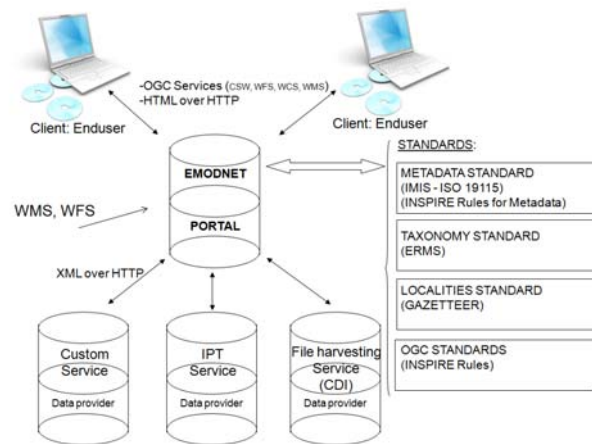 -OGC Services (CSW, WFS, WCS, WMS)
-HTML over HTTP
Client: Enduser
Client: Enduser
EMODNET
PORTAL
WMS, WFS
XML over HTTP
Custom
Service
Data provider
IPT
Service
Data provider
File harvesting
Service
(CDI)
Data provider
STANDARDS:
METADATA STANDARD
(IMIS - ISO 19115)
(INSPIRE Rules for Metadata)
TAXONOMY STANDARD
(ERMS)
LOCALITIES STANDARD
(GAZETTEER)
OGC STANDARDS
(INSPIRE Rules)